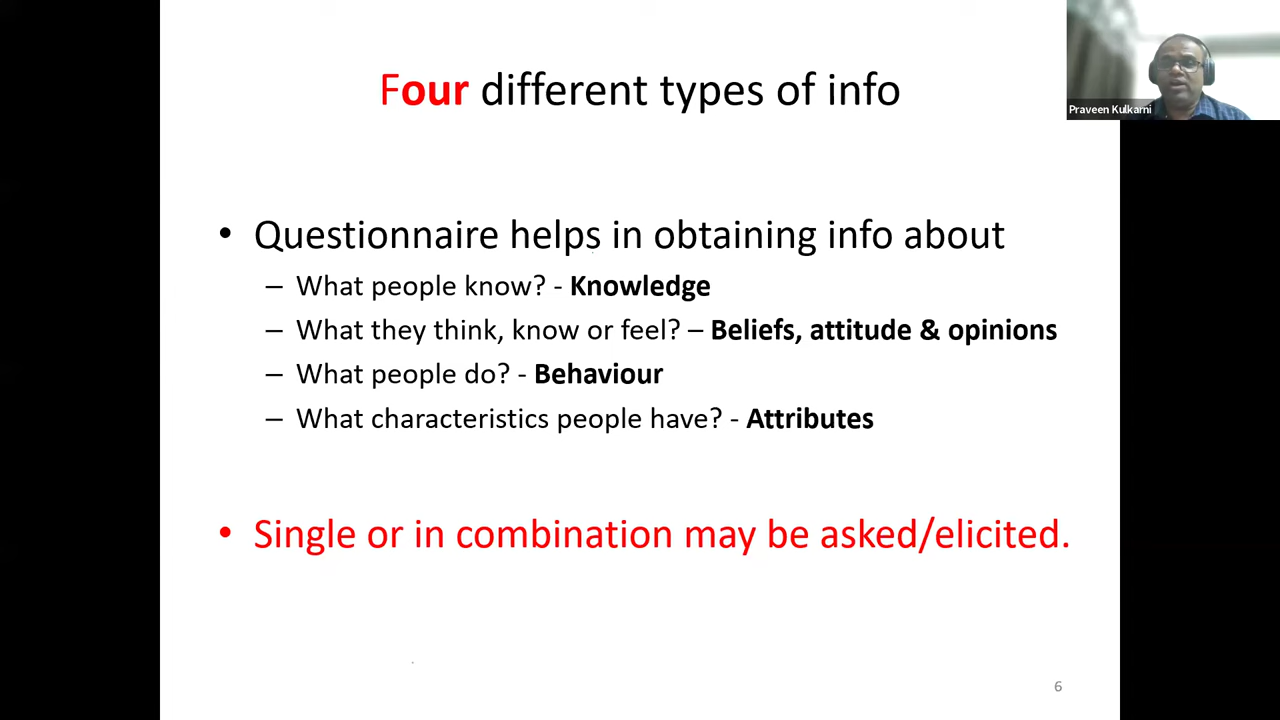 Four different types of info
Praveen Kulkarni
• Questionnaire helps in obtaining info about
– What people know? - Knowledge
– What they think, know or feel? – Beliefs, attitude & opinions
– What people do? - Behaviour
– What characteristics people have? - Attributes
• Single or in combination may be asked/elicited.
6